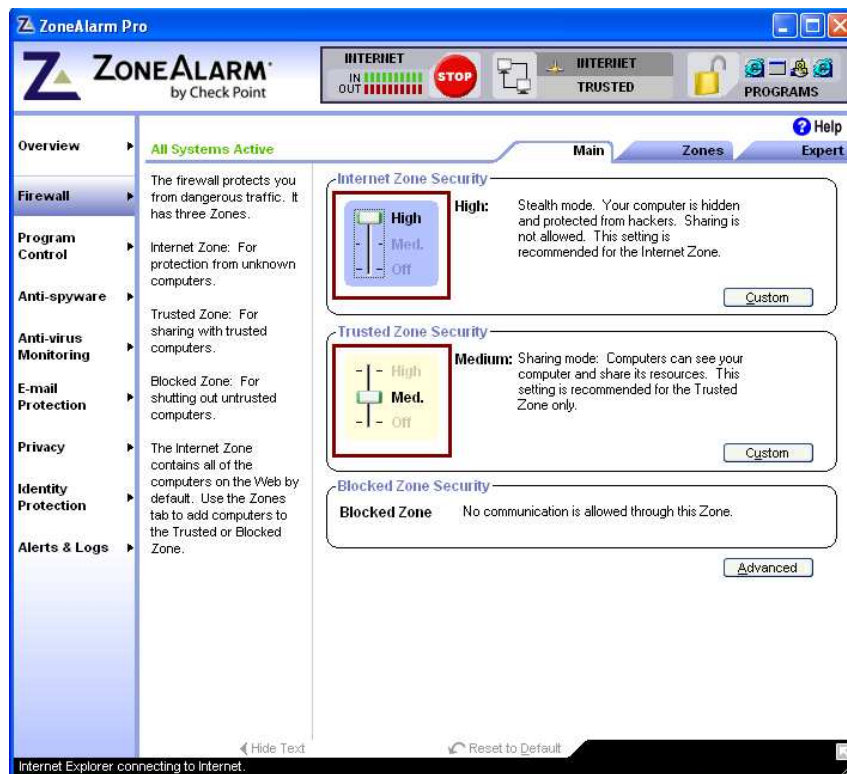 ZoneAlarm Pro
ZONEALARM
by Check Point
INTERNET
IN
OUT
STOP
INTERNET
TRUSTED
PROGRAMS
Help
Overview
Firewall
Program
Control
Anti-spyware
Anti-virus
Monitoring
E-mail
Protection
Privacy
Identity
Protection
Alerts & Logs
All Systems Active
Main
Zones
Expert
The firewall protects you
from dangerous traffic. It
has three Zones.
Internet Zone: For
protection from unknown
computers.
Trusted Zone: For
sharing with trusted
computers.
Blocked Zone: For
shutting out untrusted
computers.
The Internet Zone
contains all of the
computers on the Web by
default. Use the Zones
tab to add computers to
the Trusted or Blocked
Zone.
Internet Zone Security
High
Med.
Off
High:
Stealth mode. Your computer is hidden
and protected from hackers. Sharing is
not allowed. This setting is
recommended for the Internet Zone.
Custom
Trusted Zone Security
High
Med.
Off
Medium:
Sharing mode: Computers can see your
computer and share its resources. This
setting is recommended for the Trusted
Zone only.
Custom
Blocked Zone Security
Blocked Zone
No communication is allowed through this Zone.
Advanced
Hide Text
Reset to Default
Internet Explorer connecting to Internet.